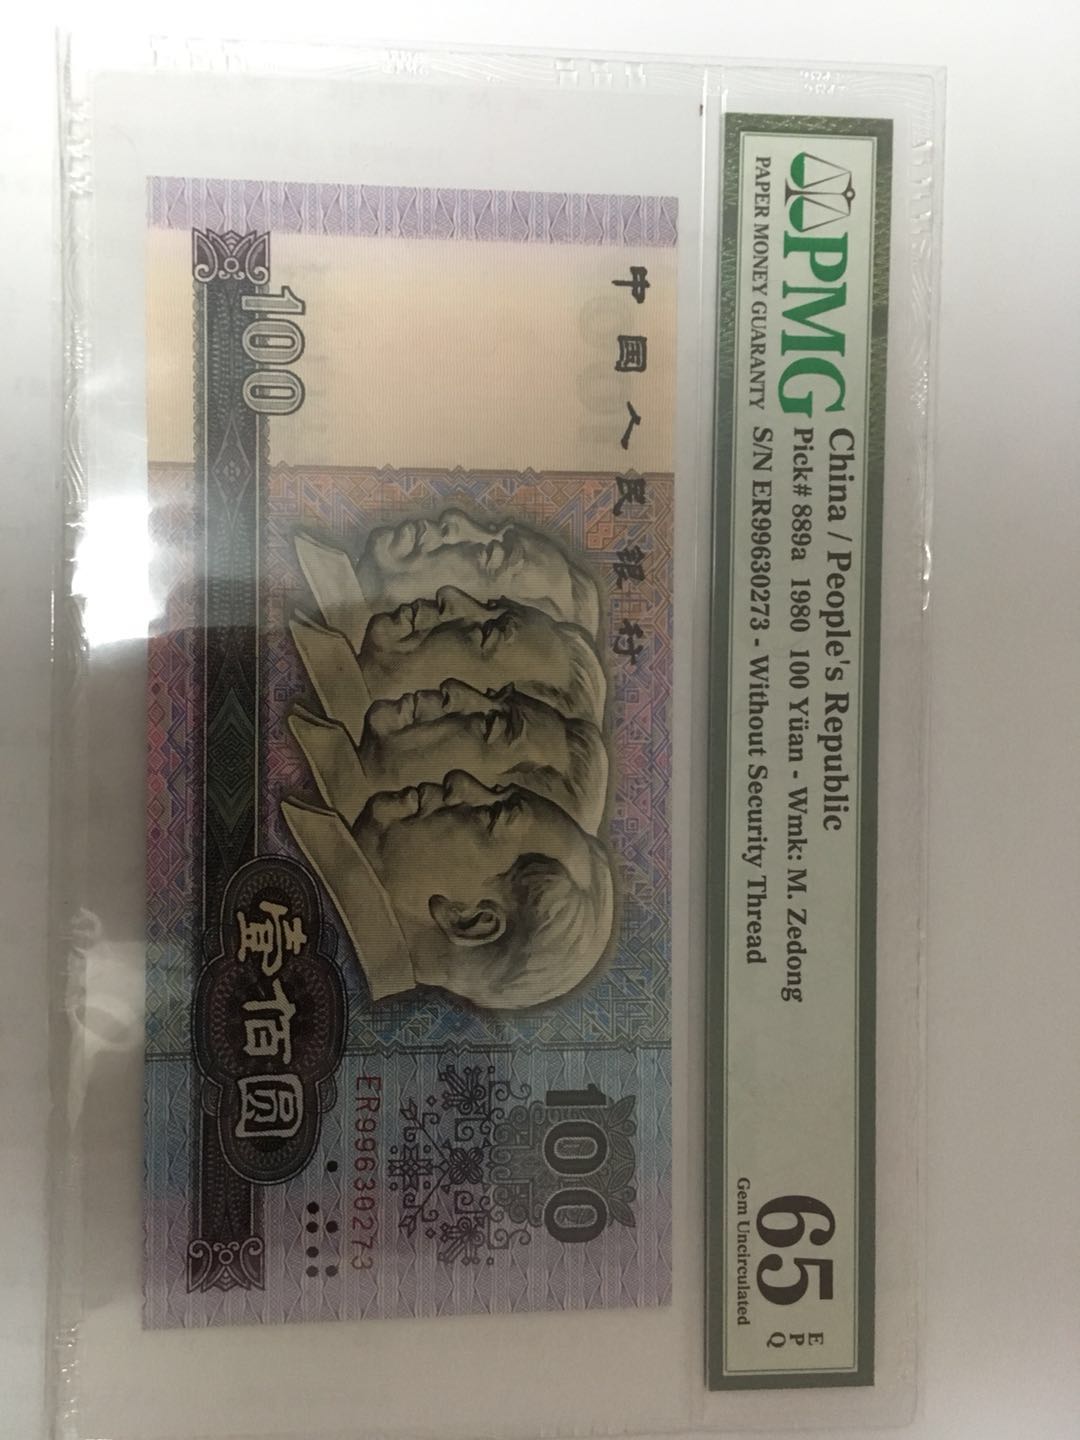 PMG
PAPER MONEY GUARANTY
China / People's Republic
Pick# 889a 1980 100 Yüan - Wmk: M. Zedong
S/N ER99630273 - Without Security Thread
65 EPQ
Gem Uncirculated
中国人民银行
100
100
ER99630273
壹佰圆